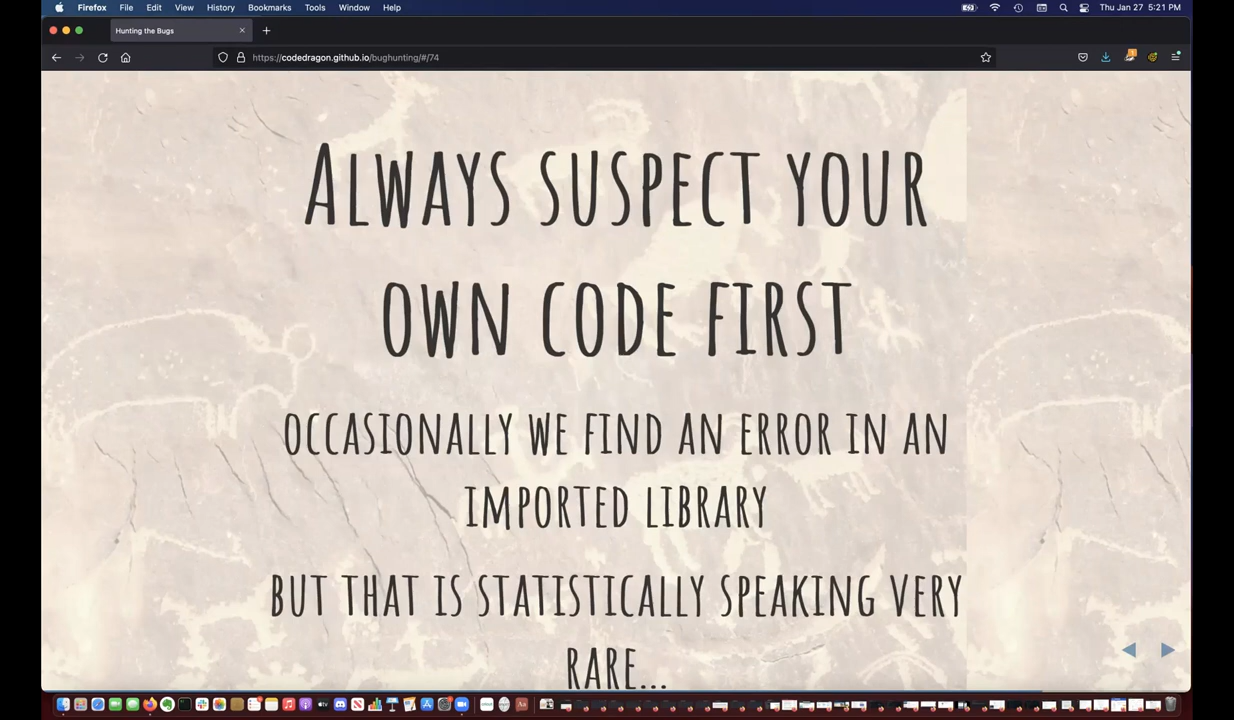 Firefox File Edit View History Bookmarks Tools Window Help
Thu Jan 27 5:21 PM
Hunting the Bugs
https://codedragon.github.io/bughunting/#/74
Always suspect your
own code first
occasionally we find an error in an
imported library
but that is statistically speaking very
rare...